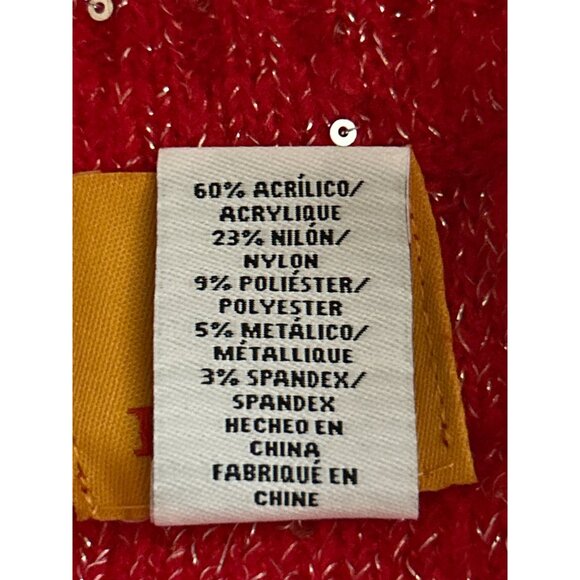 60% ACRÍLICO/
ACRYLIQUE
23% NILÓN/
NYLON
9% POLIÉSTER/
POLYESTER
5% METÁLICO/
MÉTALLIQUE
3% SPANDEX/
SPANDEX
HECHEO EN
CHINA
FABRIQUÉ EN
CHINE